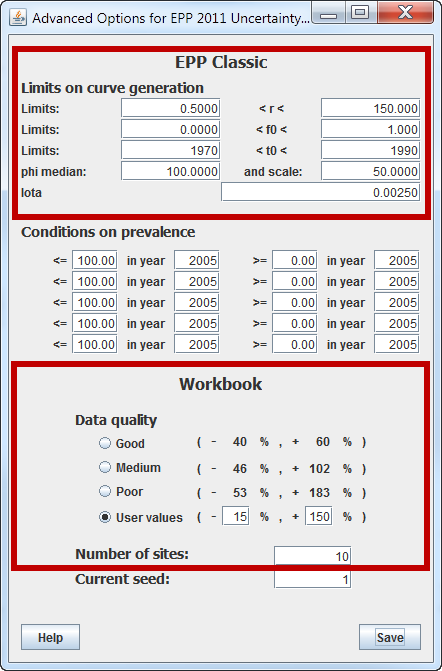 Advanced Options for EPP 2011 Uncertainty...
EPP Classic
Limits on curve generation
Limits: 0.5000 < r < 150.000
Limits: 0.0000 < f0 < 1.000
Limits: 1970 < t0 < 1990
phi median: 100.0000 and scale: 50.0000
Iota 0.00250
Conditions on prevalence
<= 100.00 in year 2005 >= 0.00 in year 2005
<= 100.00 in year 2005 >= 0.00 in year 2005
<= 100.00 in year 2005 >= 0.00 in year 2005
<= 100.00 in year 2005 >= 0.00 in year 2005
<= 100.00 in year 2005 >= 0.00 in year 2005
Workbook
Data quality
Good ( - 40 % , + 60 % )
Medium ( - 46 % , + 102 % )
Poor ( - 53 % , + 183 % )
User values ( - 15 % , + 150 % )
Number of sites: 10
Current seed: 1
Help Save